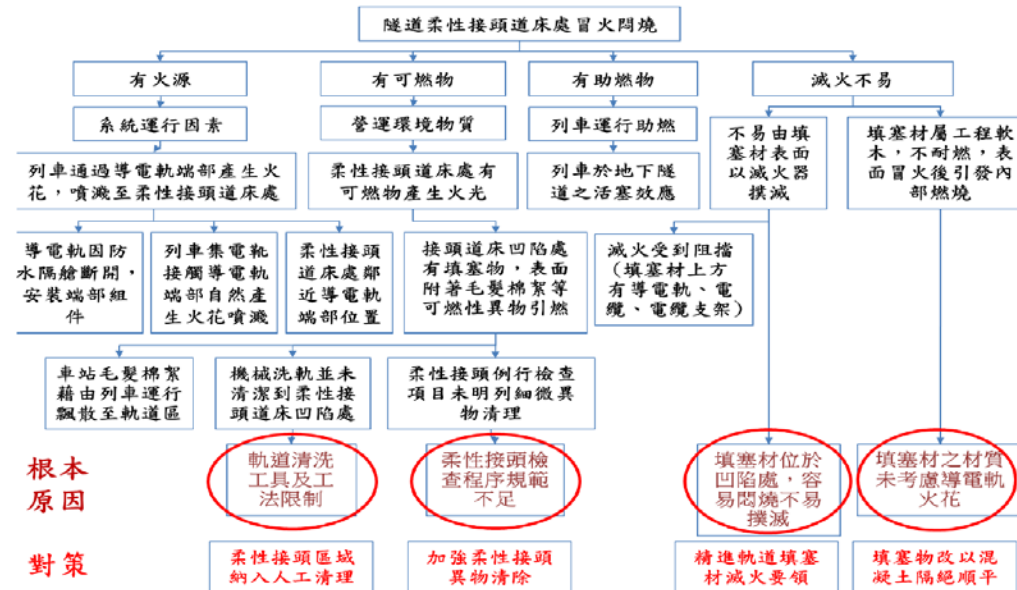 隧道柔性接頭道床處冒火悶燒
有火源
有可燃物
有助燃物
滅火不易
系統運行因素
營運環境物質
列車運行助燃
不易由填
塞材表面
以滅火器
撲滅
填塞材屬工程軟
木，不耐燃，表
面冒火後引發內
部燃燒
列車通過導電軌端部產生火
花，噴濺至柔性接頭道床處
柔性接頭道床處有
可燃物產生火光
列車於地下隧
道之活塞效應
導電軌因防
水隔艙斷開，
安裝端部組
件
列車集電靴
接觸導電軌
端部自然產
生火花噴濺
柔性接頭
道床處鄰
近導電軌
端部位置
接頭道床凹陷處
有填塞物，表面
附著毛髮棉絮等
可燃性異物引燃
滅火受到阻擋
（填塞材上方
有導電軌、電
纜、電纜支架）
車站毛髮棉絮
藉由列車運行
飄散至軌道區
機械洗軌並未
清潔到柔性接
頭道床凹陷處
柔性接頭例行檢查
項目未明列細微異
物清理
根本
原因
軌道清洗
工具及工
法限制
柔性接頭檢
查程序規範
不足
填塞材位於
凹陷處，容
易悶燒不易
撲滅
填塞材之材質
未考慮導電軌
火花
對策
柔性接頭區域
納入人工清理
加強柔性接頭
異物清除
精進軌道填塞
材滅火要領
填塞物改以混
凝土隔絕順平